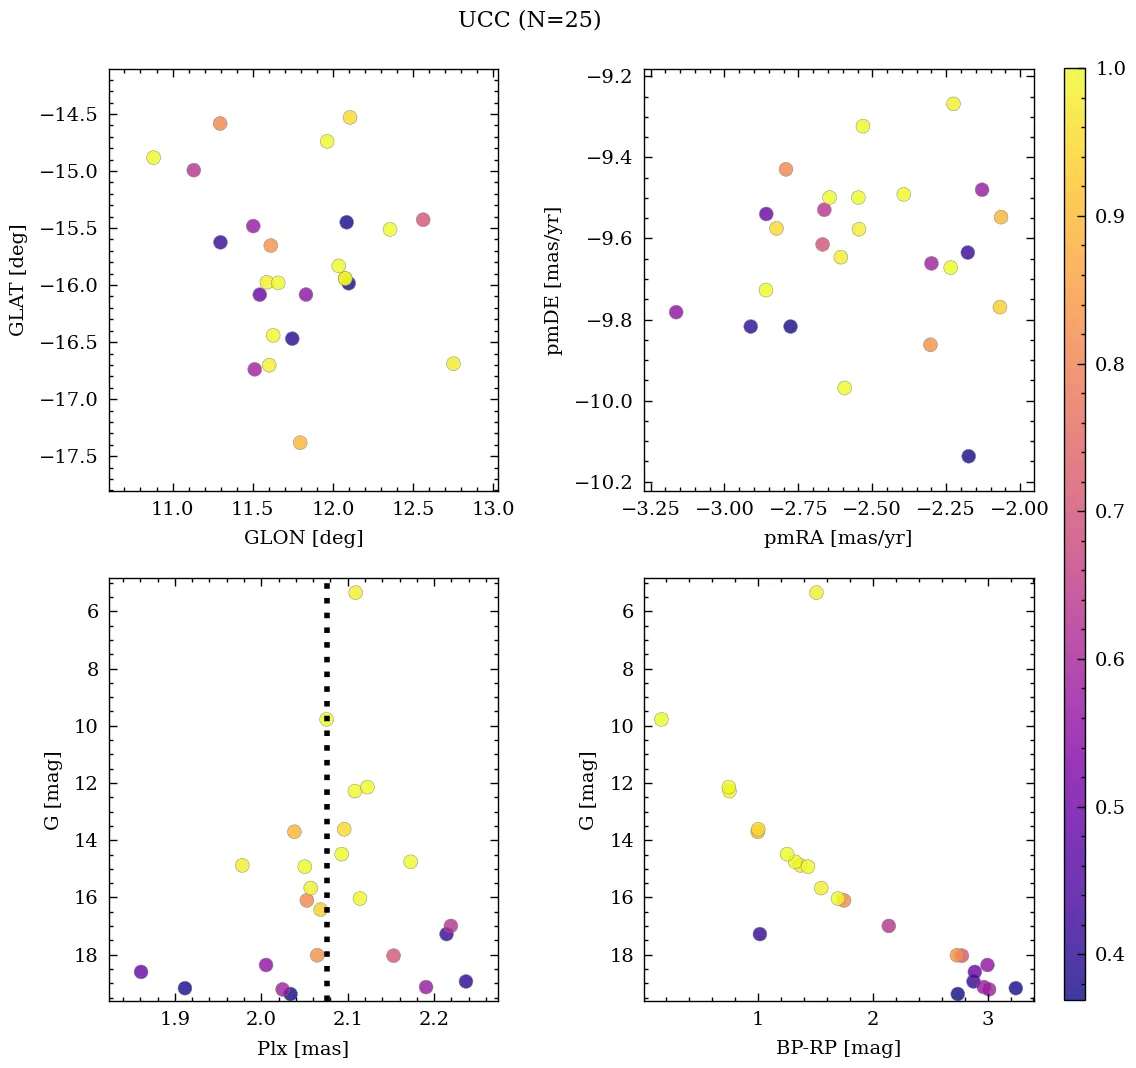 UCC (N=25)
−14.5
−15.0
−15.5
−16.0
−16.5
−17.0
−17.5
GLAT [deg]
11.0 11.5 12.0 12.5 13.0
GLON [deg]
−9.2
−9.4
−9.6
−9.8
−10.0
−10.2
pmDE [mas/yr]
−3.25 −3.00 −2.75 −2.50 −2.25 −2.00
pmRA [mas/yr]
6
8
10
12
14
16
18
G [mag]
1.9 2.0 2.1 2.2
Plx [mas]
6
8
10
12
14
16
18
G [mag]
1 2 3
BP-RP [mag]
1.0
0.9
0.8
0.7
0.6
0.5
0.4